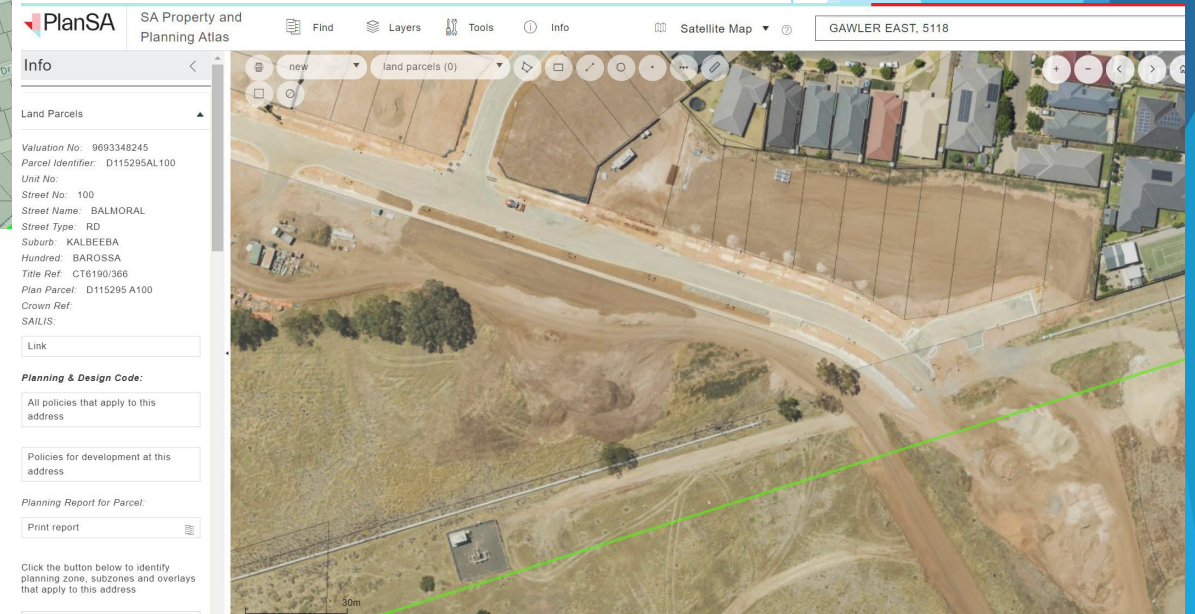 PlanSA
SA Property and
Planning Atlas
Find
Layers
Tools
Info
Satellite Map
GAWLER EAST, 5118
Info
new
land parcels (0)
Land Parcels
Valuation No: 9693348245
Parcel Identifier: D115295AL100
Unit No:
Street No: 100
Street Name: BALMORAL
Street Type: RD
Suburb: KALBEEBA
Hundred: BAROSSA
Title Ref: CT6190/366
Plan Parcel: D115295 A100
Crown Ref:
SAILIS:
Link
Planning & Design Code:
All policies that apply to this
address
Policies for development at this
address
Planning Report for Parcel:
Print report
Click the button below to identify
planning zone, subzones and overlays
that apply to this address
30m